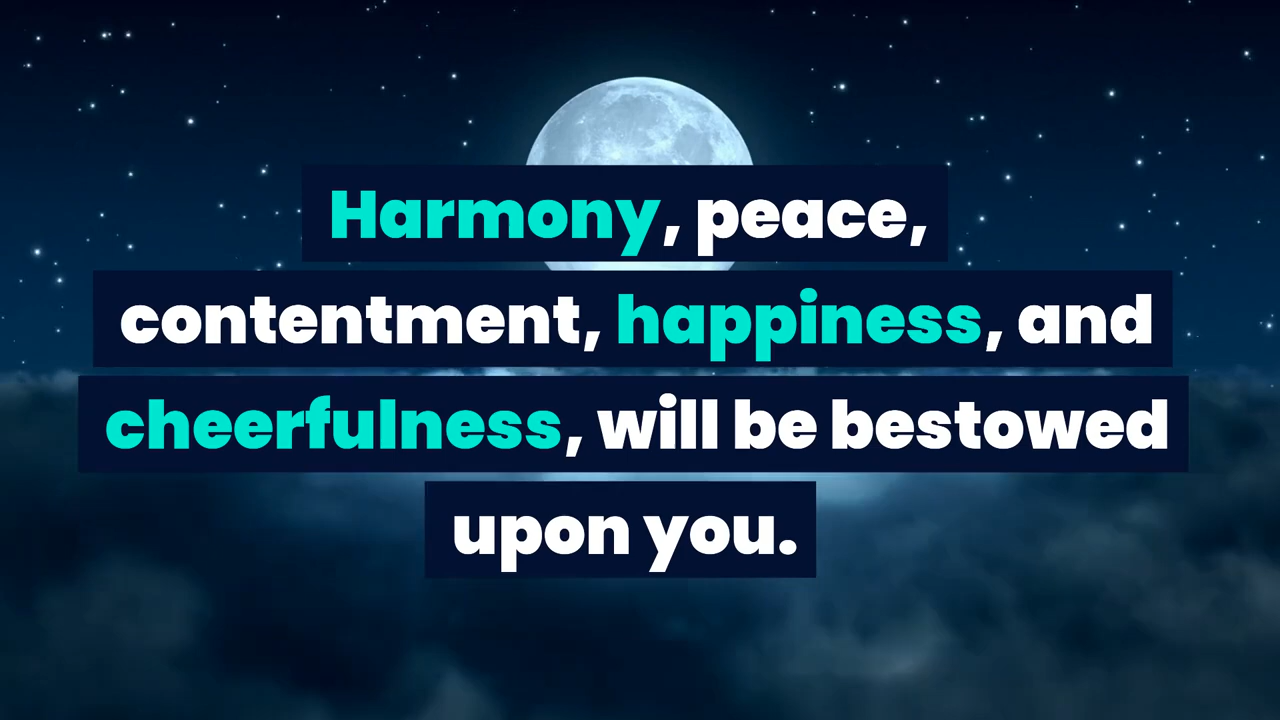 Harmony, peace,
contentment, happiness, and
cheerfulness, will be bestowed
upon you.